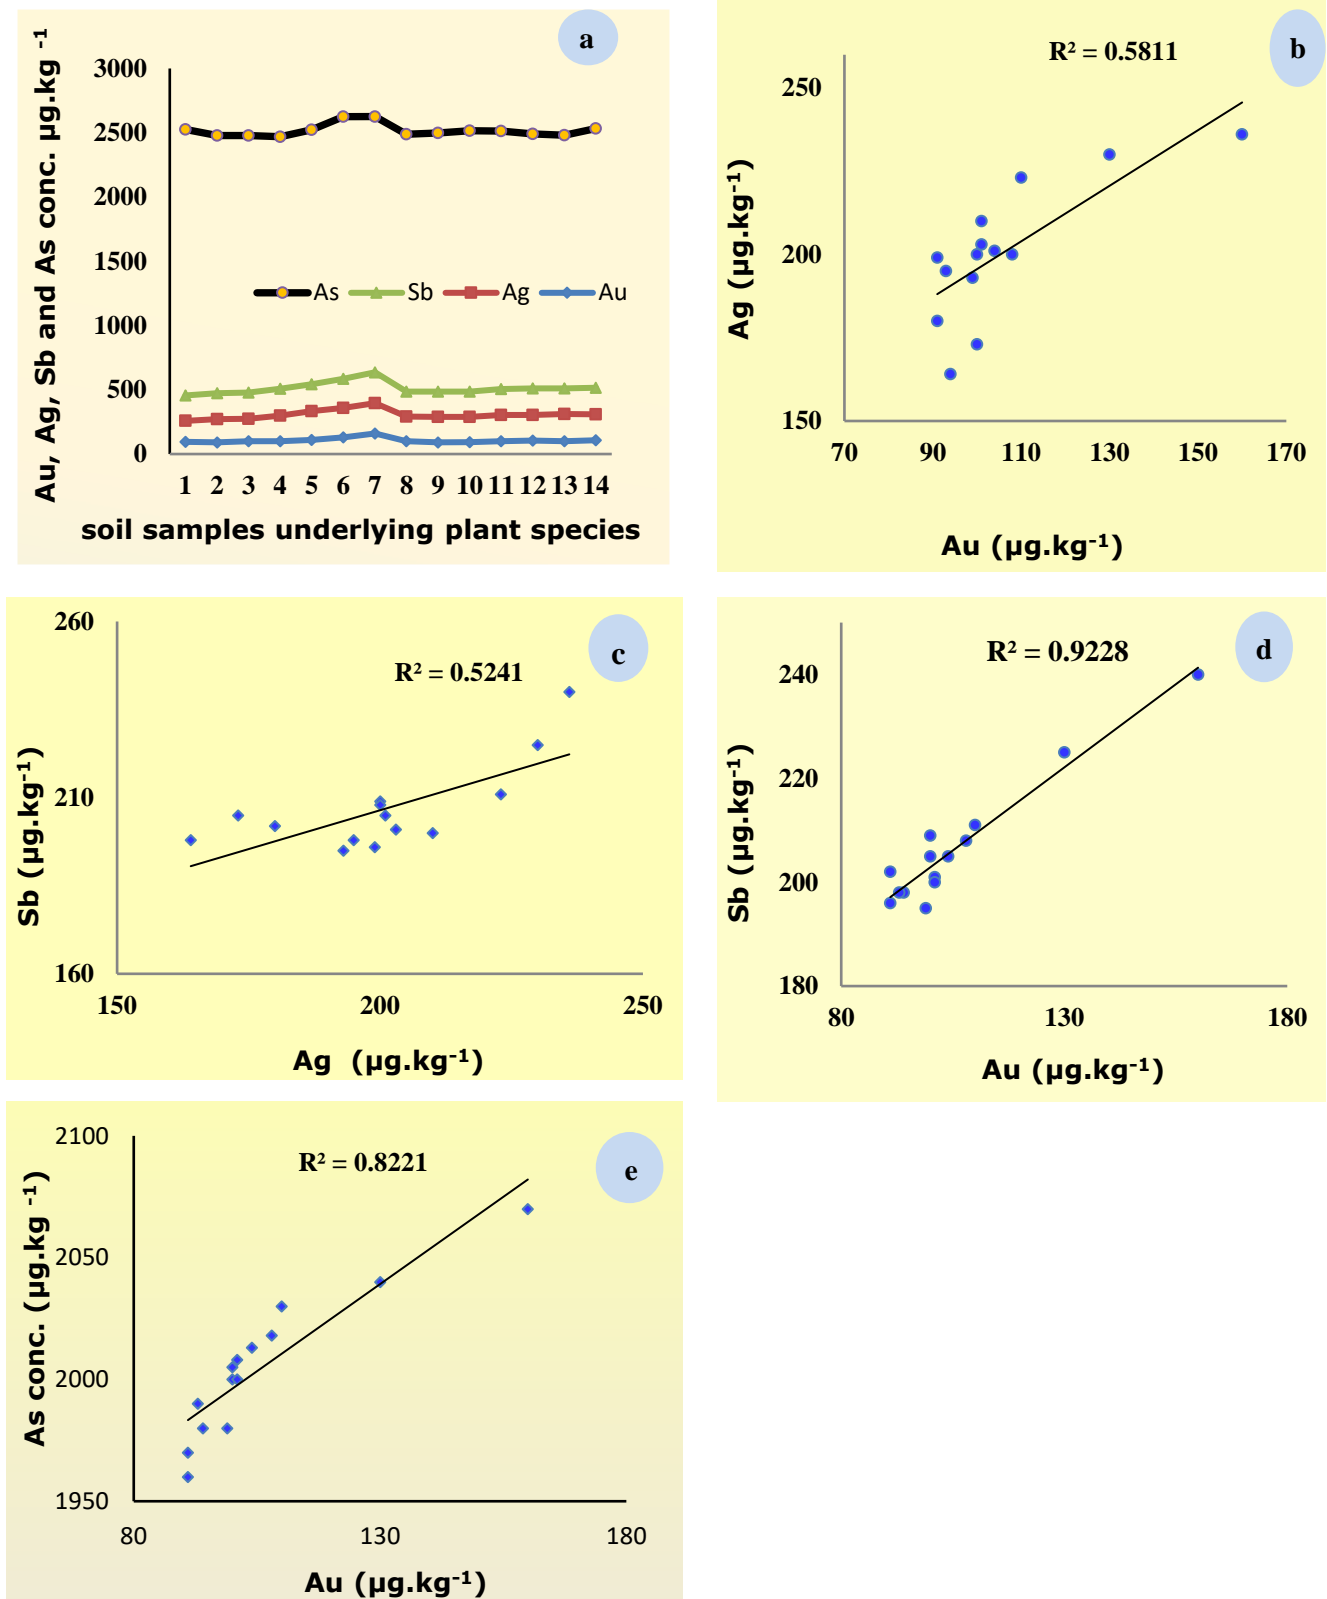 a
Au, Ag, Sb and As conc. µg.kg -1
3000
2500
2000
1500
1000
500
0
As Sb Ag Au
1 2 3 4 5 6 7 8 9 10 11 12 13 14
soil samples underlying plant species
b
R² = 0.5811
Ag (µg.kg-1)
250
200
150
70 90 110 130 150 170
Au (µg.kg-1)
c
R² = 0.5241
Sb (µg.kg-1)
260
210
160
150 200 250
Ag (µg.kg-1)
d
R² = 0.9228
Sb (µg.kg-1)
240
220
200
180
80 130 180
Au (µg.kg-1)
e
R² = 0.8221
As conc. (µg.kg -1)
2100
2050
2000
1950
80 130 180
Au (µg.kg-1)